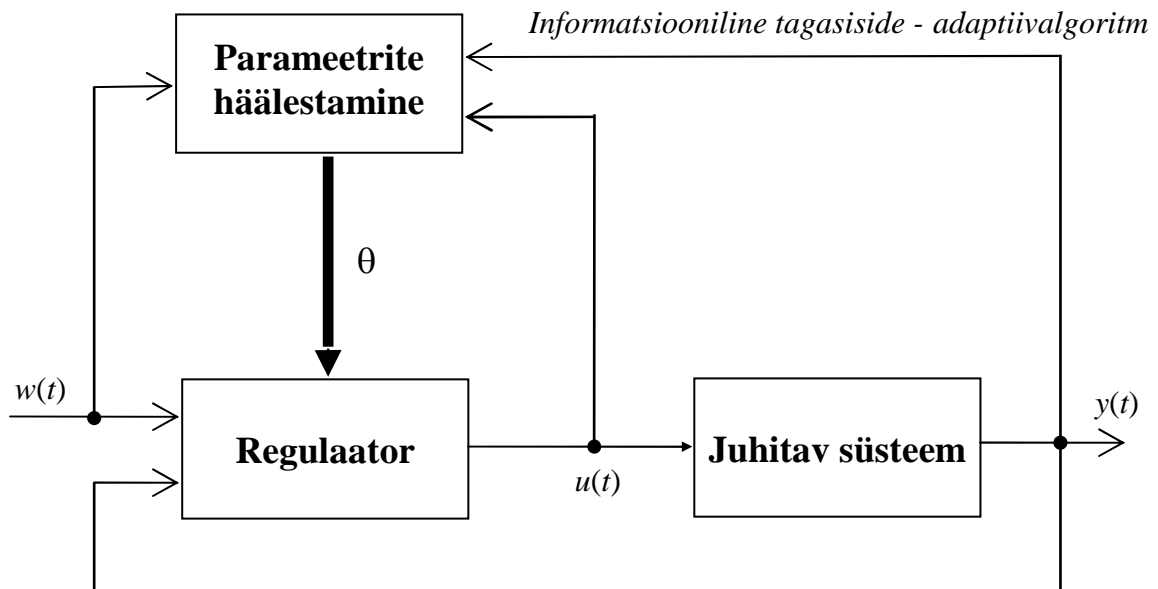 Informatsiooniline tagasiside - adaptiivalgoritm
Parameetrite
häälestamine
θ
w(t)
Regulaator
u(t)
Juhitav süsteem
y(t)